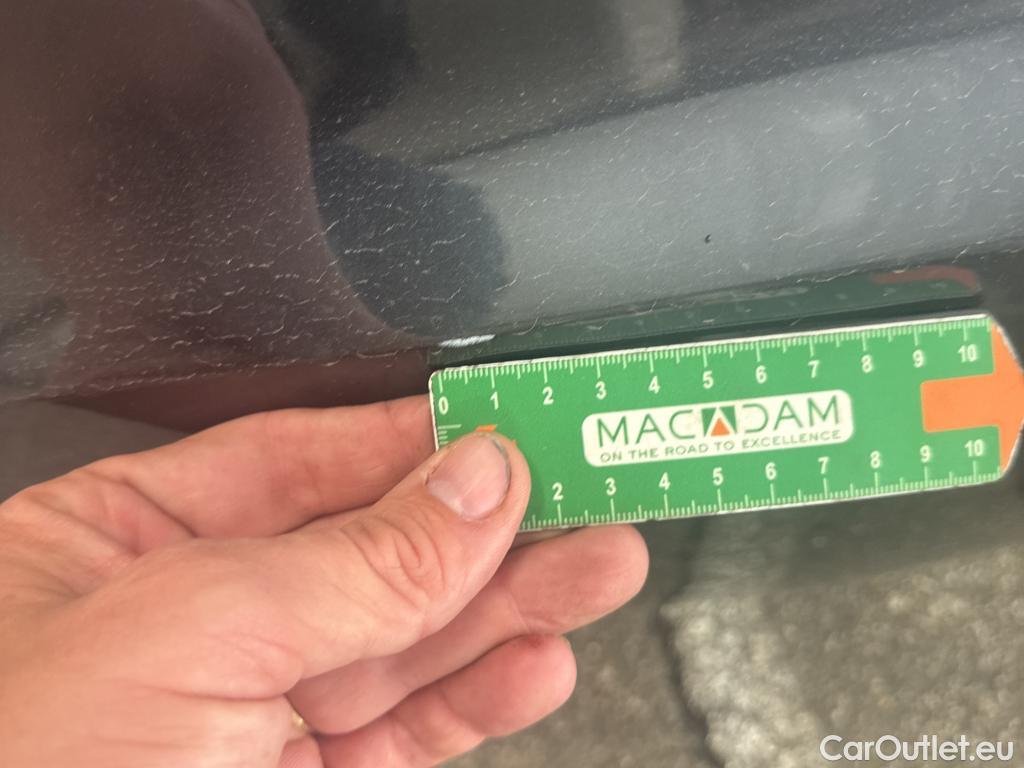 0 1 2 3 4 5 6 7 8 9 10
MACADAM
ON THE ROAD TO EXCELLENCE
2 3 4 5 6 7 8 9 10
CarOutlet.eu